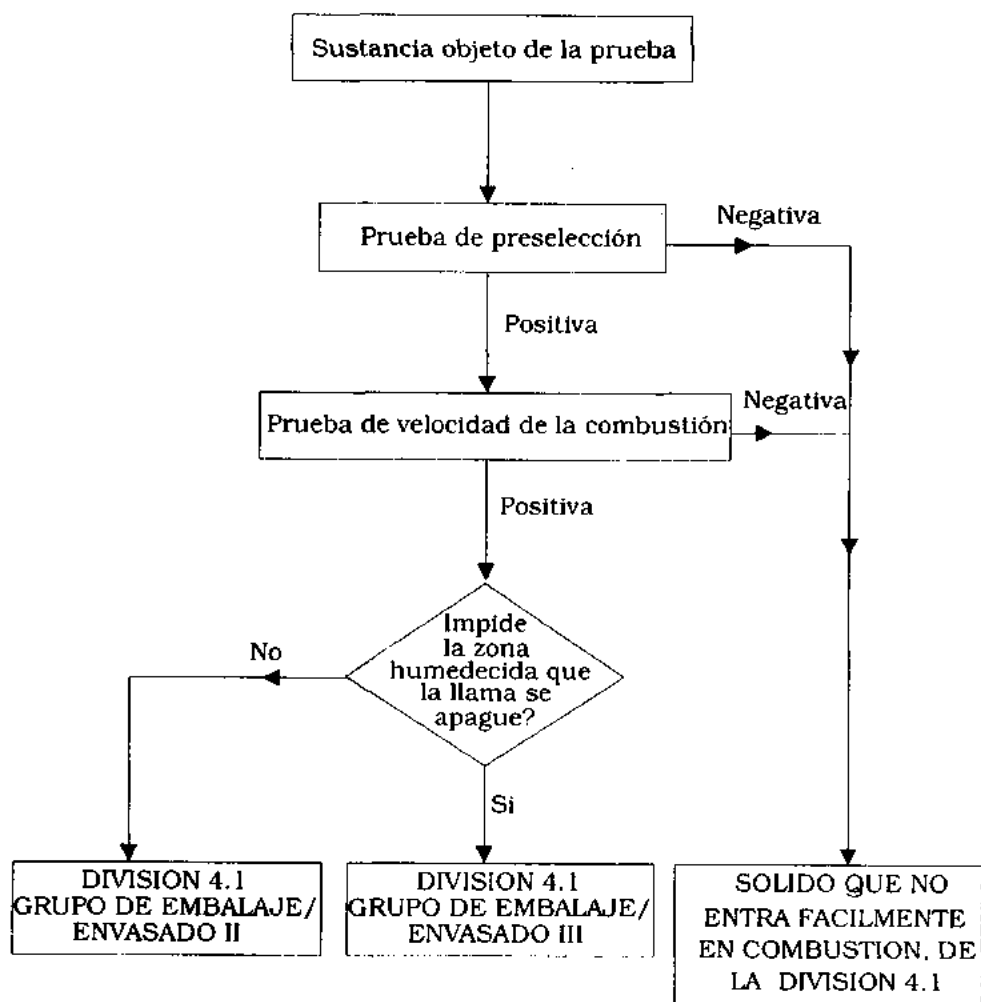 Sustancia objeto de la prueba
Prueba de preselección
Negativa
Positiva
Prueba de velocidad de la combustión
Negativa
Positiva
Impide
la zona
humedecida que
la llama se
apague?
No
Si
DIVISION 4.1
GRUPO DE EMBALAJE/
ENVASADO II
DIVISION 4.1
GRUPO DE EMBALAJE/
ENVASADO III
SOLIDO QUE NO
ENTRA FACILMENTE
EN COMBUSTION, DE
LA DIVISION 4.1